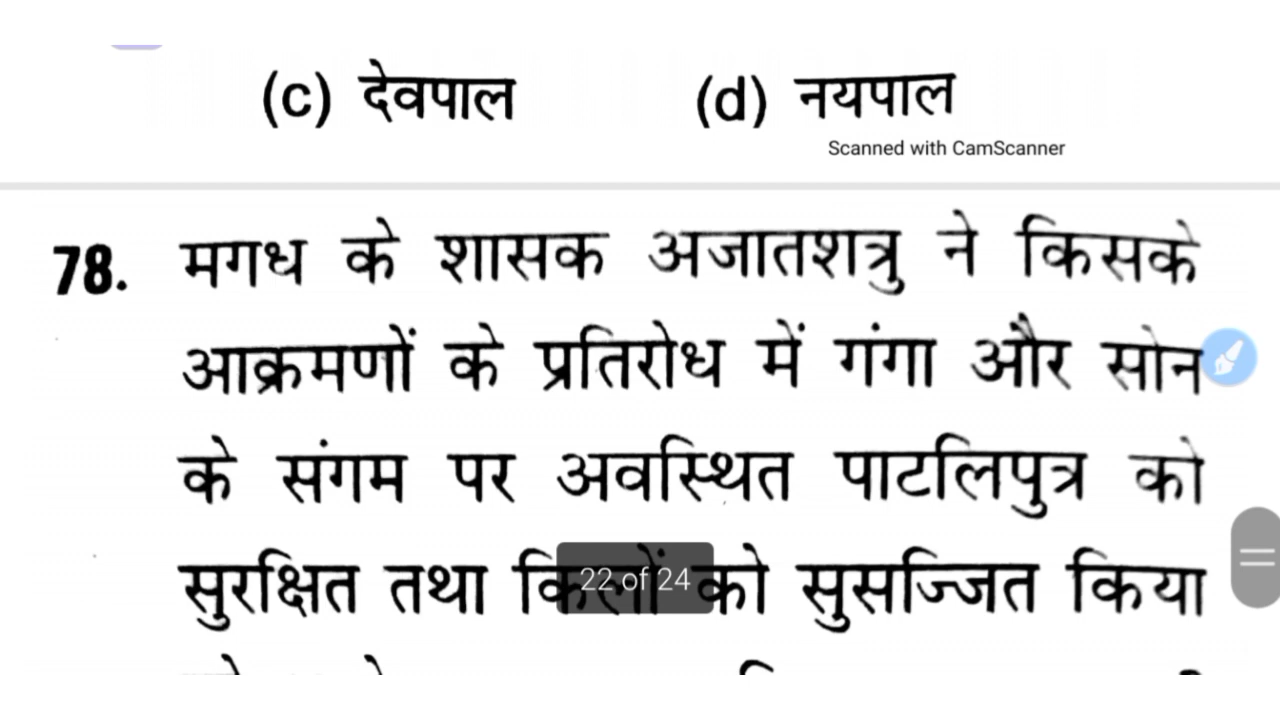 (c) देवपाल (d) नयपाल
Scanned with CamScanner
78. मगध के शासक अजातशत्रु ने किसके
आक्रमणों के प्रतिरोध में गंगा और सोन
के संगम पर अवस्थित पाटलिपुत्र को
सुरक्षित तथा किलों को सुसज्जित किया
22 of 24